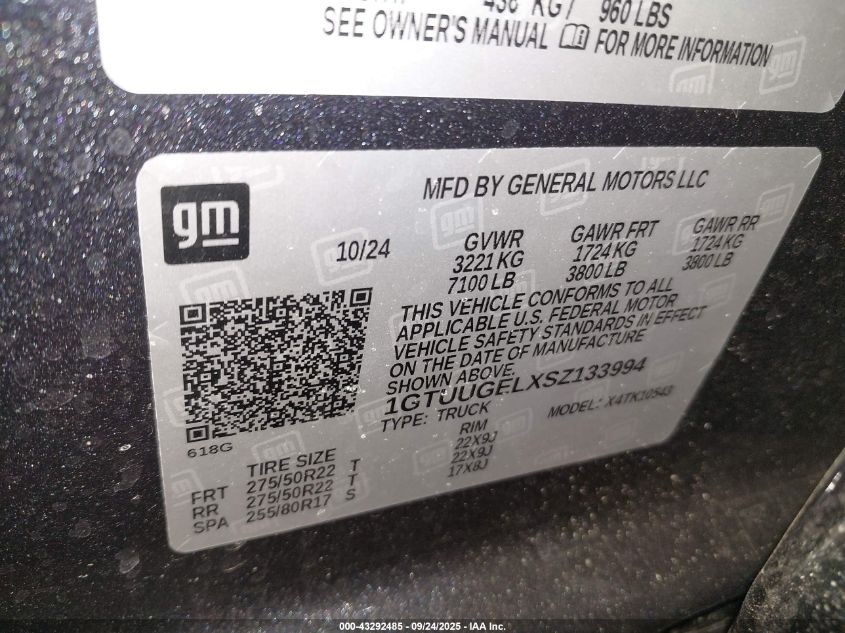 438 KG / 960 LBS
SEE OWNER'S MANUAL FOR MORE INFORMATION
gm
gm
MFD BY GENERAL MOTORS LLC
10/24
GVWR GAWR FRT GAWR RR
3221 KG 1724 KG 1724 KG
7100 LB 3800 LB 3800 LB
THIS VEHICLE CONFORMS TO ALL
APPLICABLE U.S. FEDERAL MOTOR
VEHICLE SAFETY STANDARDS IN EFFECT
ON THE DATE OF MANUFACTURE
SHOWN ABOVE.
1GTUUGELXSZ133994
TYPE: TRUCK MODEL: X4TK10543
618G
TIRE SIZE RIM
FRT 275/50R22 T 22X9J
RR 275/50R22 T 22X9J
SPA 255/80R17 S 17X8J
000-43292485 - 09/24/2025 - IAA Inc.